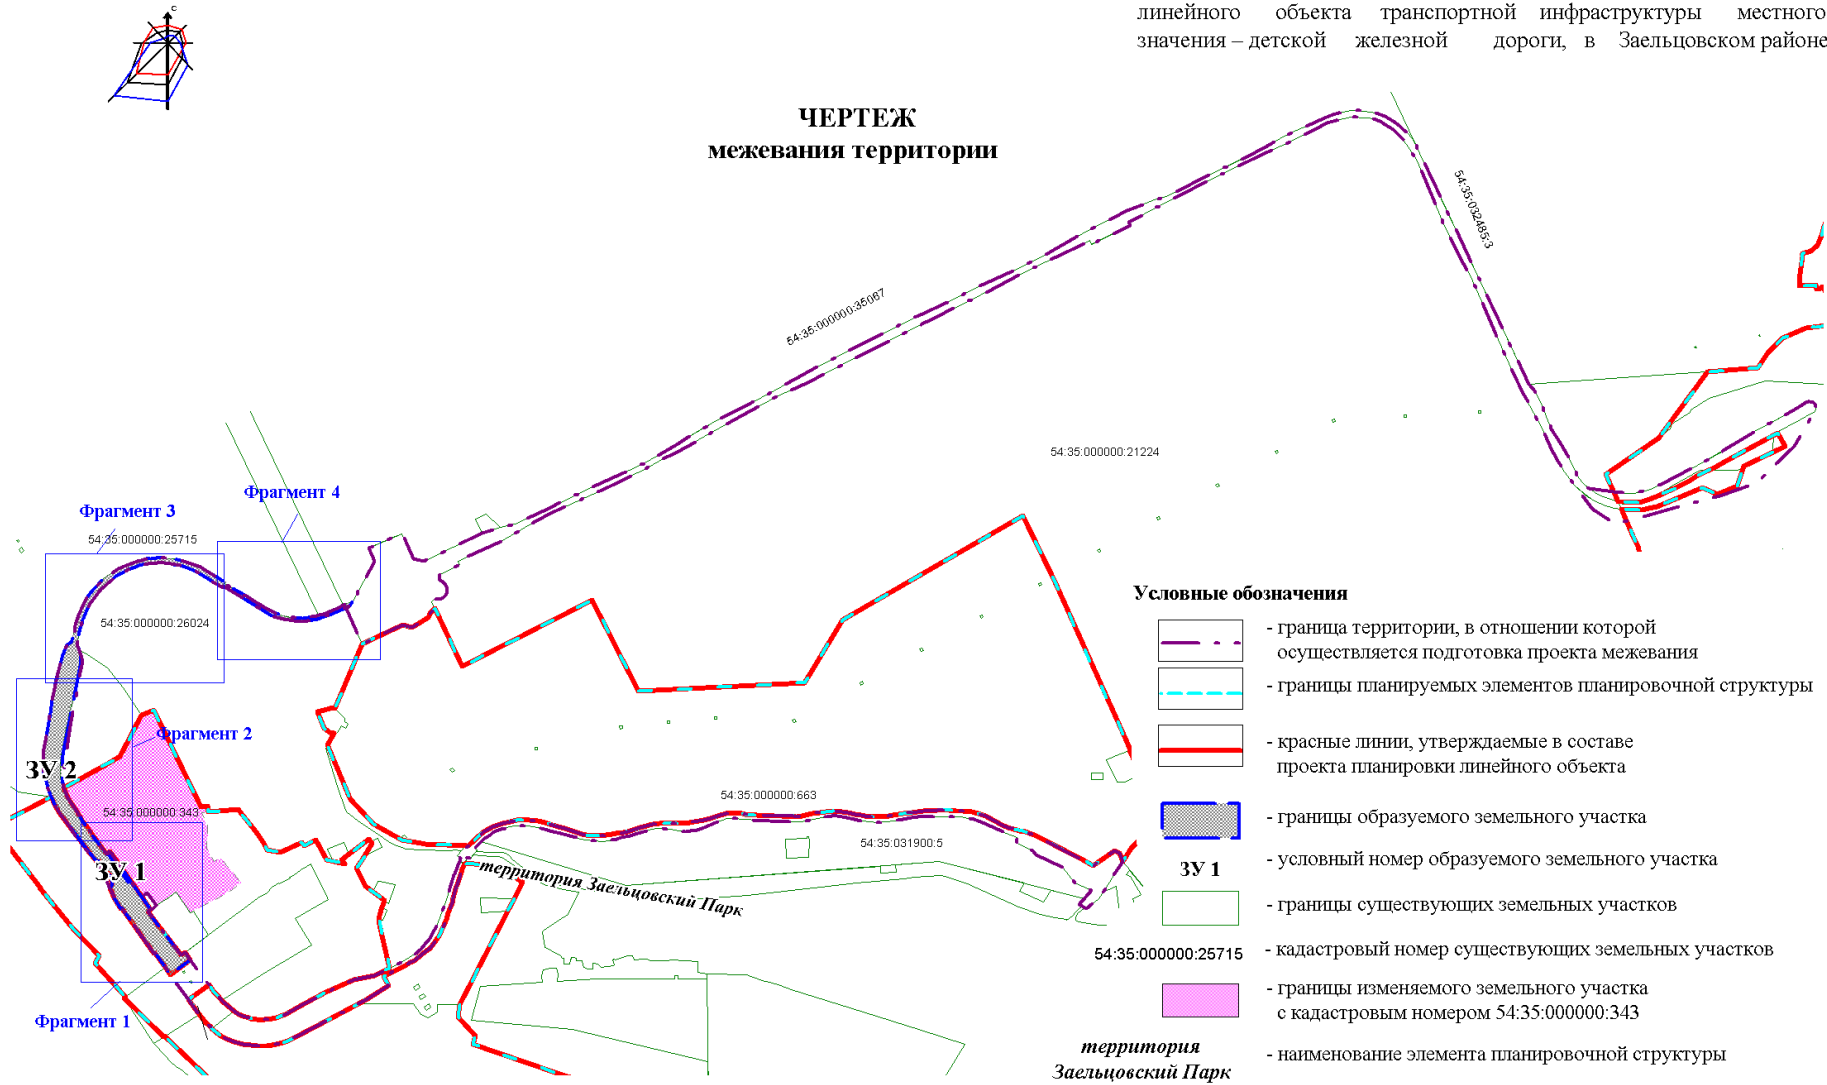 линейного объекта транспортной инфраструктуры местного
значения – детской железной дороги, в Заельцовском районе
С
ЧЕРТЕЖ
межевания территории
54:35:032485:3
54:35:000000:35067
54:35:000000:21224
Фрагмент 4
Фрагмент 3
54:35:000000:25715
54:35:000000:26024
Фрагмент 2
ЗУ 2
54:35:000000:343
ЗУ 1
54:35:000000:663
54:35:031900:5
территория Заельцовский Парк
Фрагмент 1
Условные обозначения
- граница территории, в отношении которой
осуществляется подготовка проекта межевания
- границы планируемых элементов планировочной структуры
- красные линии, утверждаемые в составе
проекта планировки линейного объекта
- границы образуемого земельного участка
ЗУ 1 - условный номер образуемого земельного участка
- границы существующих земельных участков
54:35:000000:25715 - кадастровый номер существующих земельных участков
- границы изменяемого земельного участка
с кадастровым номером 54:35:000000:343
территория - наименование элемента планировочной структуры
Заельцовский Парк